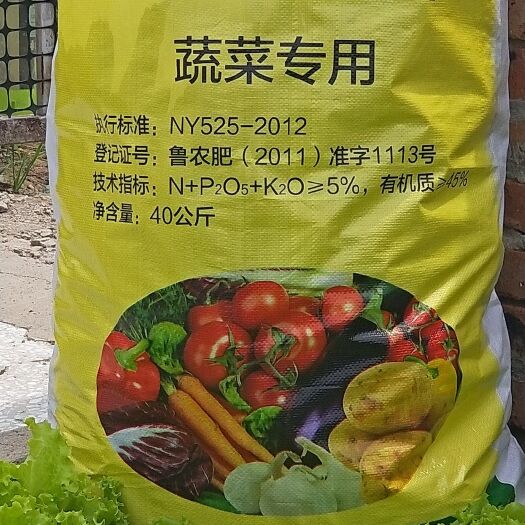 蔬菜专用
执行标准：NY525-2012
登记证号：鲁农肥（2011）准字1113号
技术指标：N+P₂O₅+K₂O≥5%，有机质≥45%
净含量：40公斤